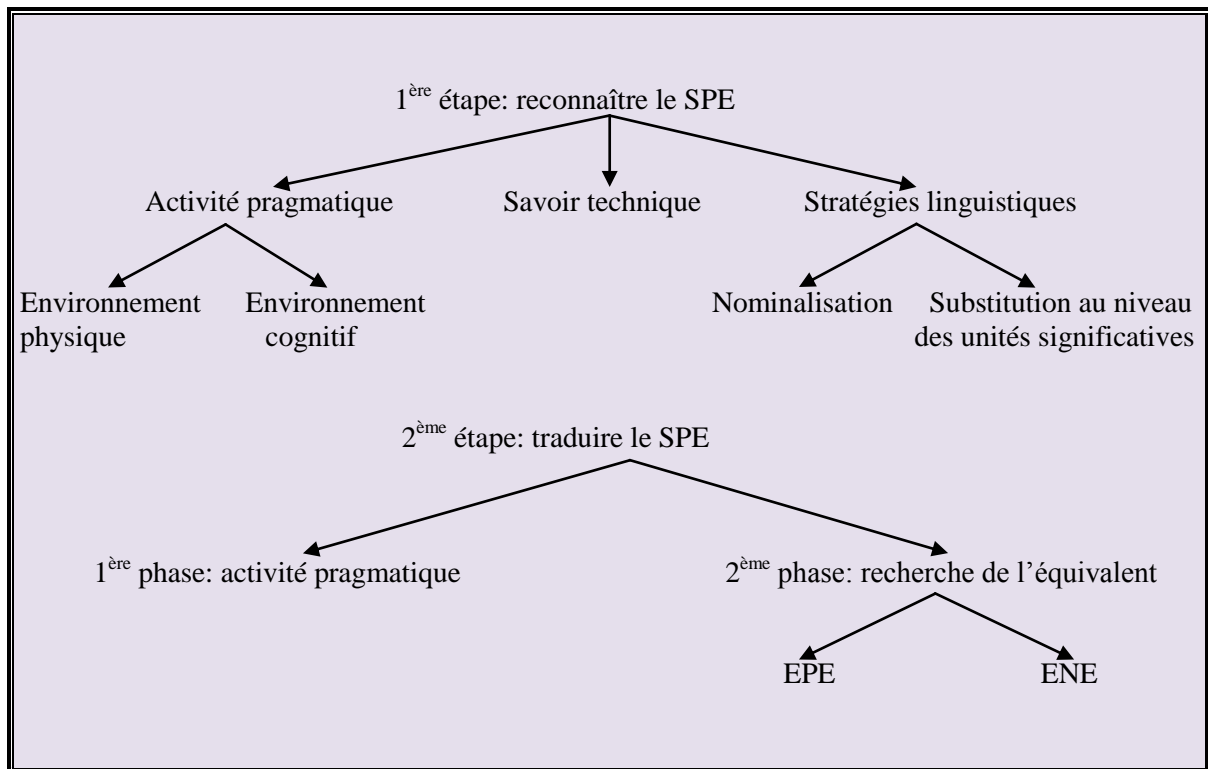 1ère étape: reconnaître le SPE
Activité pragmatique Savoir technique Stratégies linguistiques
Environnement Environnement Nominalisation Substitution au niveau
physique cognitif des unités significatives
2ème étape: traduire le SPE
1ère phase: activité pragmatique 2ème phase: recherche de l’équivalent
EPE ENE